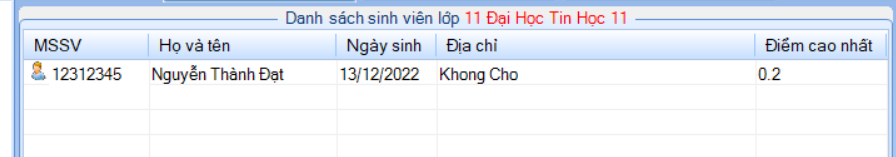 Danh sách sinh viên lớp 11 Đại Học Tin Học 11
MSSV Họ và tên Ngày sinh Địa chỉ Điểm cao nhất
12312345 Nguyễn Thành Đạt 13/12/2022 Khong Cho 0.2